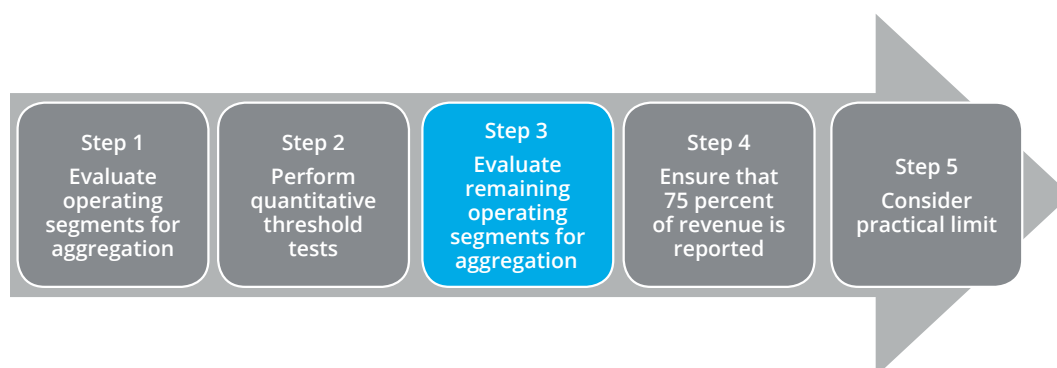 Step 1
Evaluate
operating
segments for
aggregation
Step 2
Perform
quantitative
threshold
tests
Step 3
Evaluate
remaining
operating
segments for
aggregation
Step 4
Ensure that
75 percent
of revenue is
reported
Step 5
Consider
practical limit